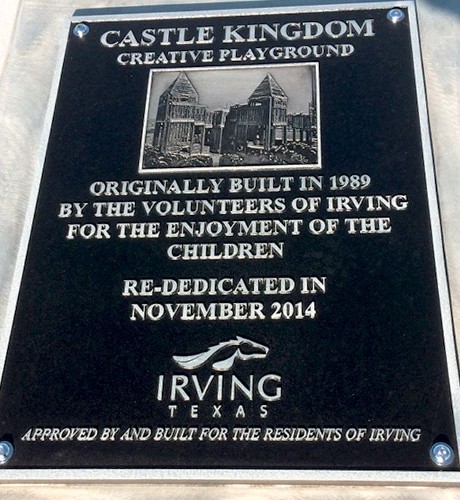 CASTLE KINGDOM
CREATIVE PLAYGROUND
ORIGINALLY BUILT IN 1989
BY THE VOLUNTEERS OF IRVING
FOR THE ENJOYMENT OF THE
CHILDREN
RE-DEDICATED IN
NOVEMBER 2014
IRVING
TEXAS
APPROVED BY AND BUILT FOR THE RESIDENTS OF IRVING